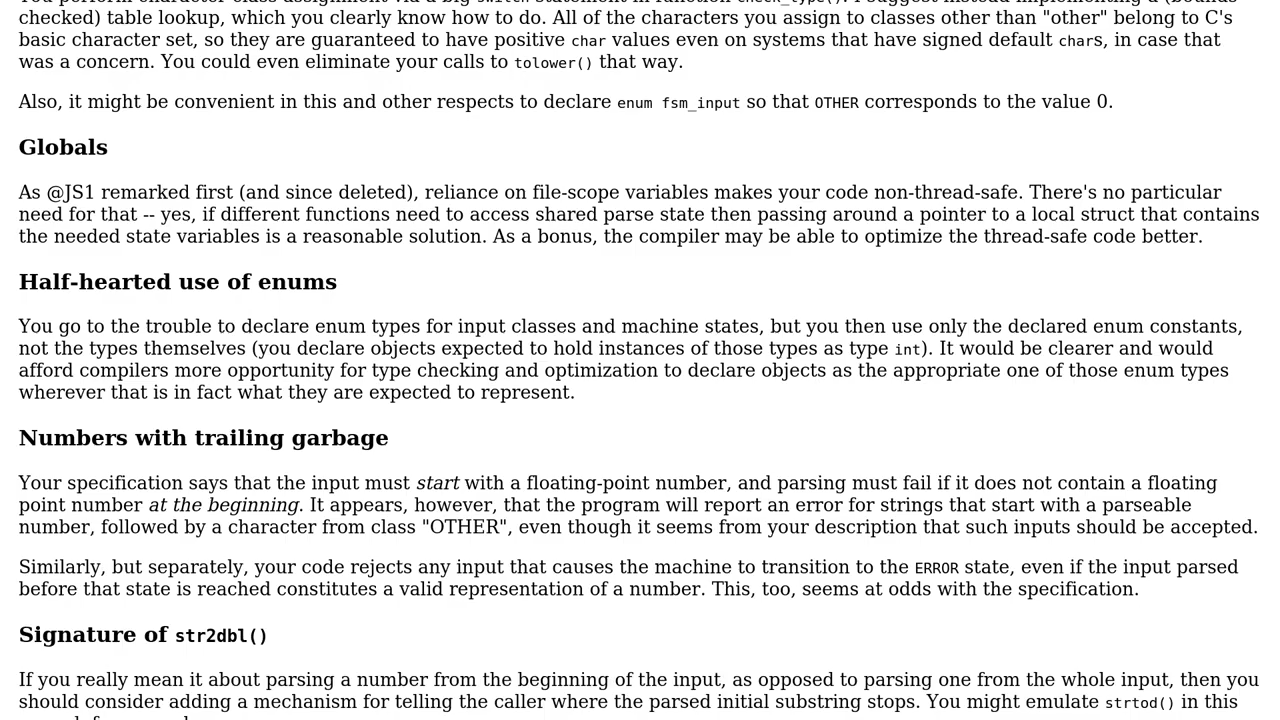 You perform character class assignment via a big switch statement in function check_type(). I suggest instead implementing a (bounds-
checked) table lookup, which you clearly know how to do. All of the characters you assign to classes other than "other" belong to C's
basic character set, so they are guaranteed to have positive char values even on systems that have signed default chars, in case that
was a concern. You could even eliminate your calls to tolower() that way.
Also, it might be convenient in this and other respects to declare enum fsm_input so that OTHER corresponds to the value 0.
Globals
As @JS1 remarked first (and since deleted), reliance on file-scope variables makes your code non-thread-safe. There's no particular
need for that -- yes, if different functions need to access shared parse state then passing around a pointer to a local struct that contains
the needed state variables is a reasonable solution. As a bonus, the compiler may be able to optimize the thread-safe code better.
Half-hearted use of enums
You go to the trouble to declare enum types for input classes and machine states, but you then use only the declared enum constants,
not the types themselves (you declare objects expected to hold instances of those types as type int). It would be clearer and would
afford compilers more opportunity for type checking and optimization to declare objects as the appropriate one of those enum types
wherever that is in fact what they are expected to represent.
Numbers with trailing garbage
Your specification says that the input must start with a floating-point number, and parsing must fail if it does not contain a floating
point number at the beginning. It appears, however, that the program will report an error for strings that start with a parseable
number, followed by a character from class "OTHER", even though it seems from your description that such inputs should be accepted.
Similarly, but separately, your code rejects any input that causes the machine to transition to the ERROR state, even if the input parsed
before that state is reached constitutes a valid representation of a number. This, too, seems at odds with the specification.
Signature of str2dbl()
If you really mean it about parsing a number from the beginning of the input, as opposed to parsing one from the whole input, then you
should consider adding a mechanism for telling the caller where the parsed initial substring stops. You might emulate strtod() in this